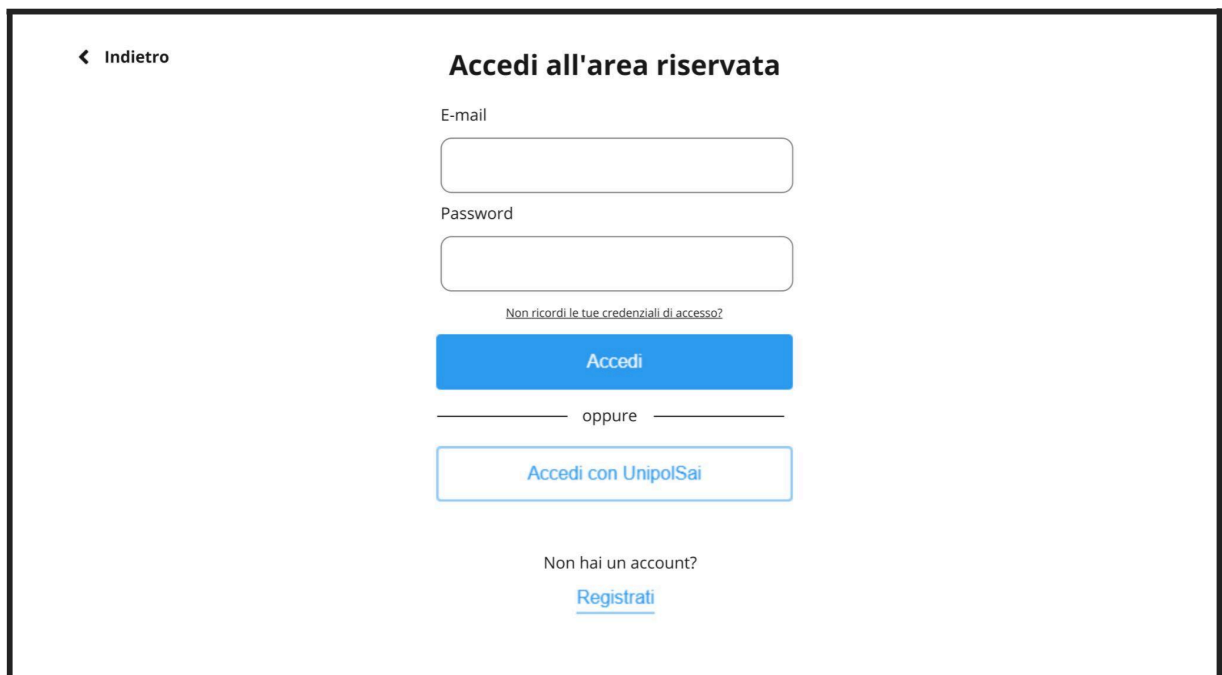 Indietro
Accedi all'area riservata
E-mail
Password
Non ricordi le tue credenziali di accesso?
Accedi
oppure
Accedi con UnipolSai
Non hai un account?
Registrati